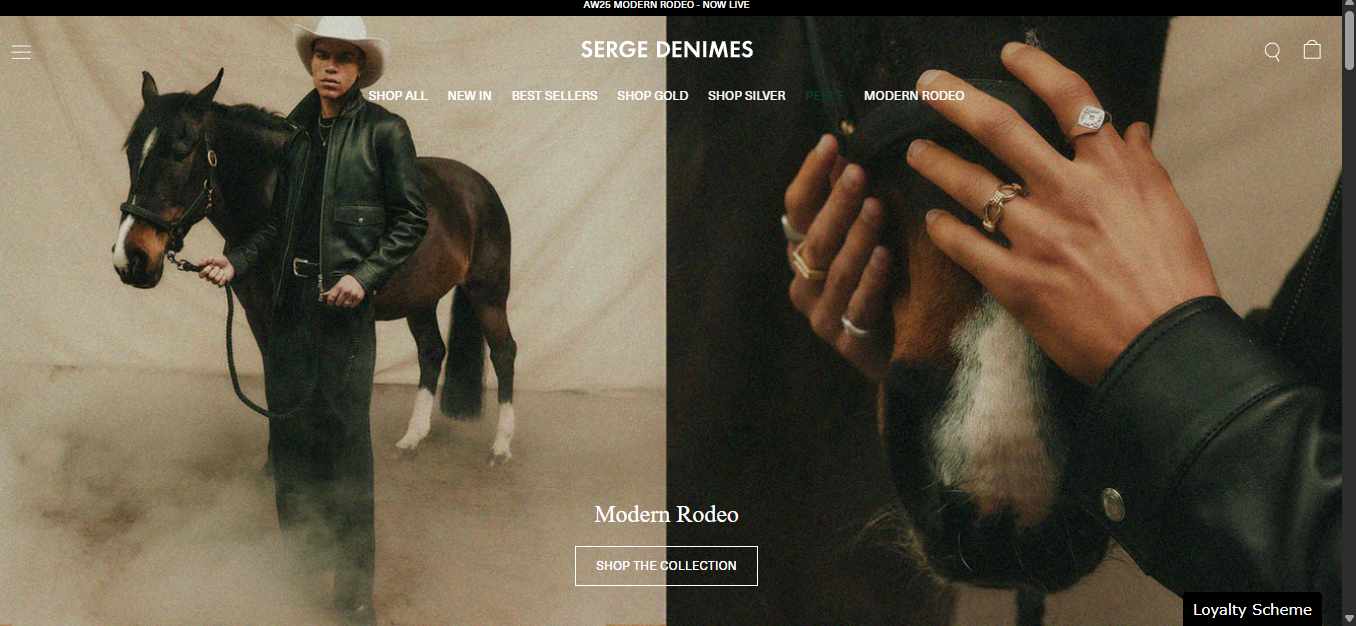 AW25 MODERN RODEO - NOW LIVE
SERGE DENIMES
SHOP ALL NEW IN BEST SELLERS SHOP GOLD SHOP SILVER PERLE MODERN RODEO
Modern Rodeo
SHOP THE COLLECTION
Loyalty Scheme